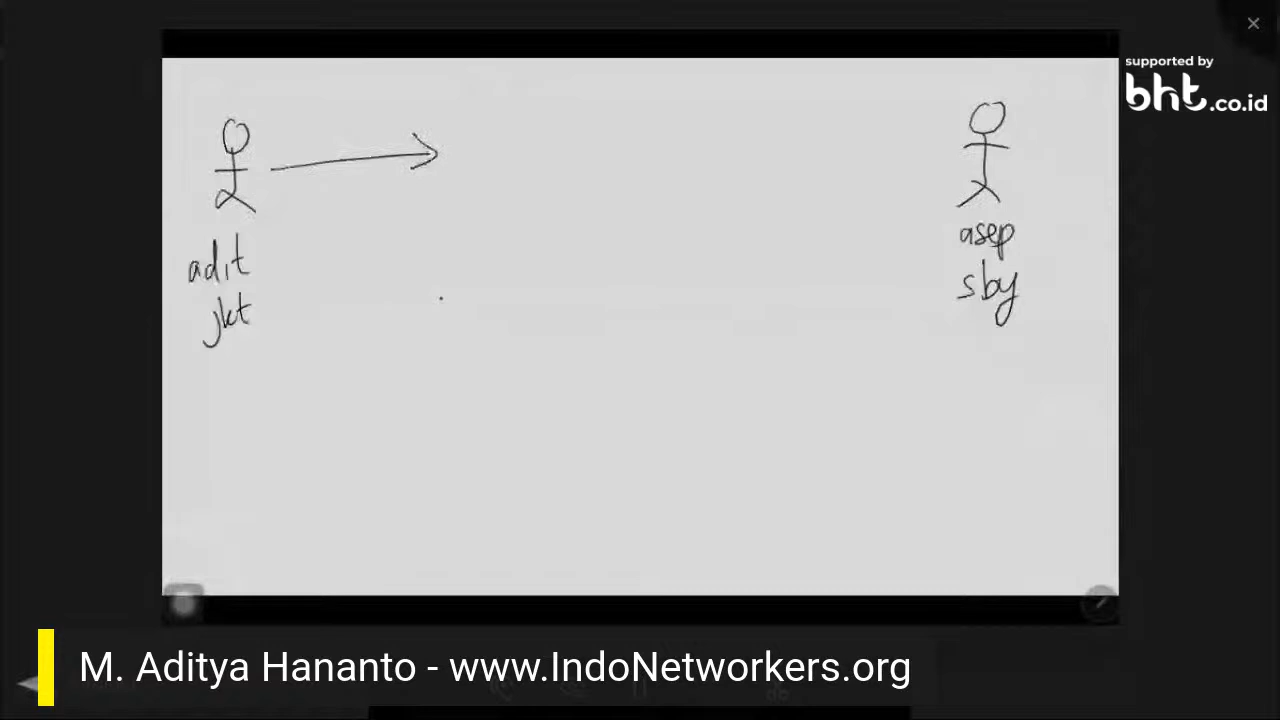 supported by
bht.co.id
adit
jkt
asep
sby
M. Aditya Hananto - www.IndoNetworkers.org